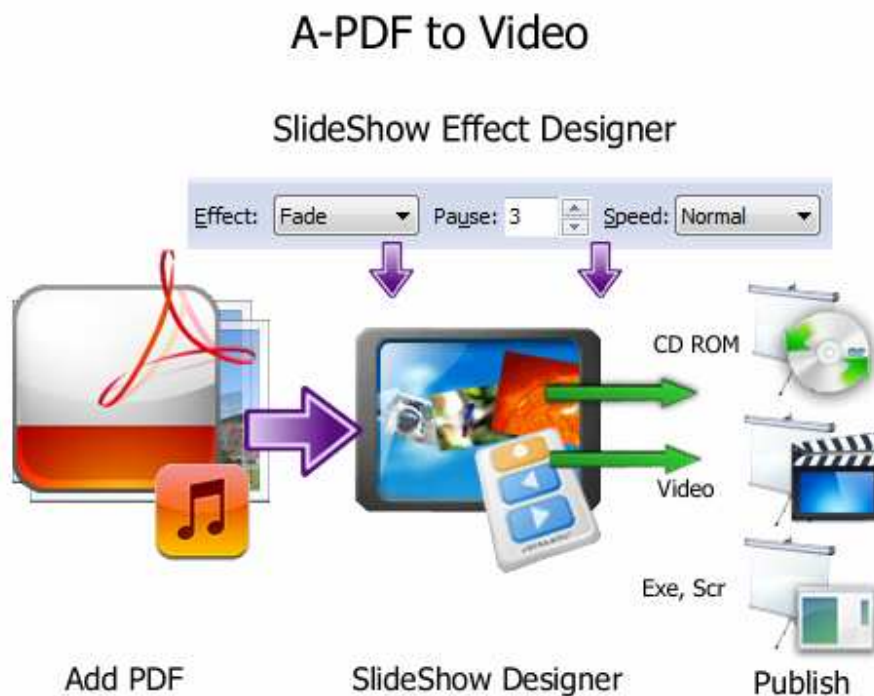 A-PDF to Video
SlideShow Effect Designer
Effect: Fade Pause: 3 Speed: Normal
CD ROM
Video
Exe, Scr
Add PDF SlideShow Designer Publish